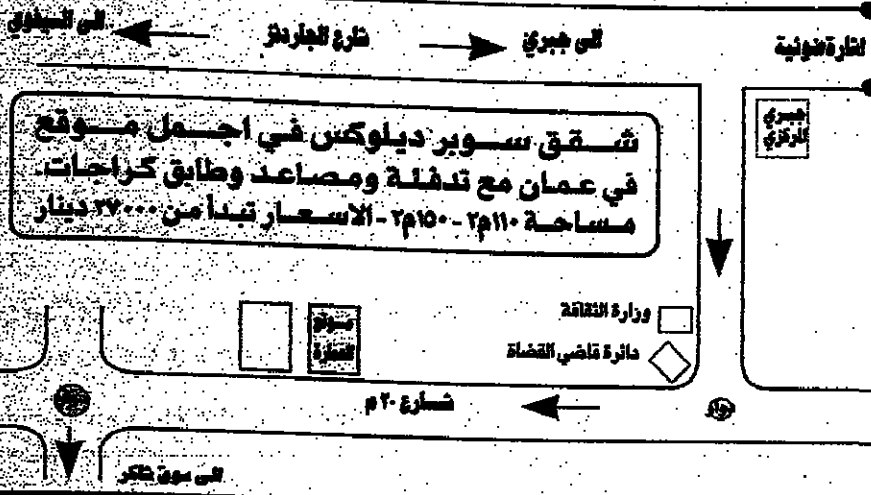 الى السيفوي
شارع الجاردنز
الى جبري
اشارة ضوئية
جبري
المركزي
شقق سوبر ديلوكس في اجمل موقع
في عمان مع تدفئة ومصاعد وطابق كراجات.
مساحة ١١٠م٢ - ١٥٠م٢ - الاسعار تبدأ من ٢٧٠٠٠ دينار
وزارة الثقافة
دائرة قاضي القضاة
موقع
العمارة
شارع ٢٠ م
دوار
الى سوق شاكر